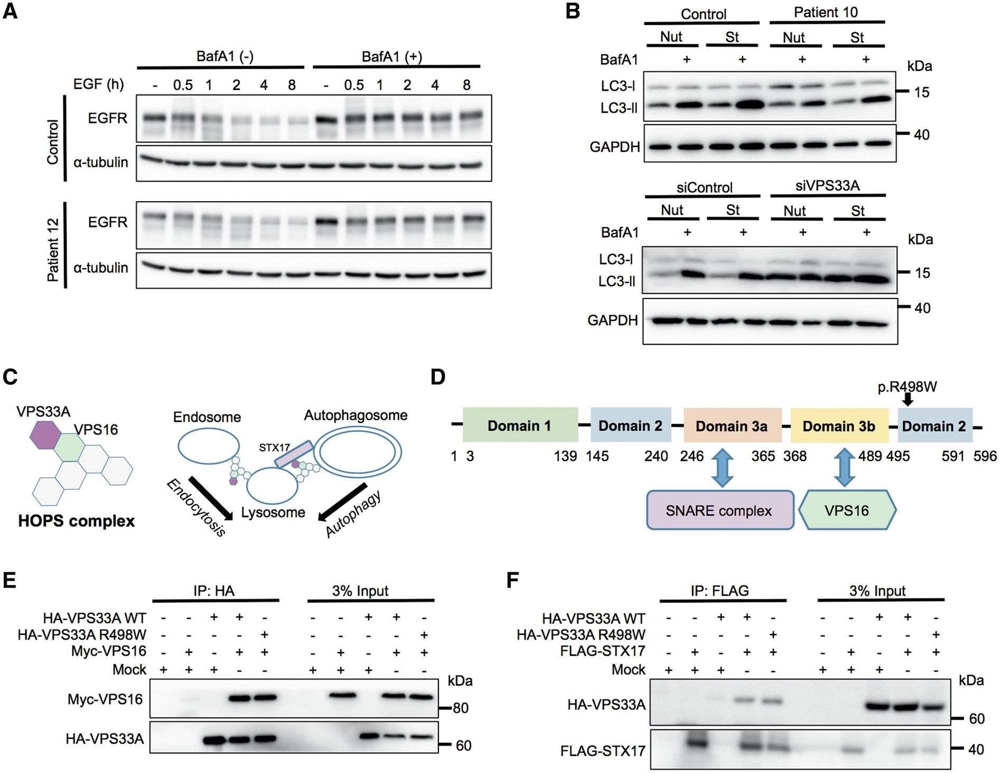 A
BafA1 (-) BafA1 (+)
EGF (h) - 0.5 1 2 4 8 - 0.5 1 2 4 8
Control
EGFR
α-tubulin
Patient 12
EGFR
α-tubulin
B
Control Patient 10
Nut St Nut St
BafA1 + + + +
kDa
LC3-I
15
LC3-II
40
GAPDH
siControl siVPS33A
Nut St Nut St
BafA1 + + + +
kDa
LC3-I
15
LC3-II
40
GAPDH
C
VPS33A
VPS16
HOPS complex
Endosome
Autophagosome
STX17
Lysosome
Endocytosis
Autophagy
D
p.R498W
Domain 1 Domain 2 Domain 3a Domain 3b Domain 2
1 3 139 145 240 246 365 368 489 495 591 596
SNARE complex VPS16
E
IP: HA 3% Input
HA-VPS33A WT - - + + - - - + + -
HA-VPS33A R498W - - - - + - - - - +
Myc-VPS16 - + - + + - + - + +
Mock + + + - - + + + - -
kDa
Myc-VPS16
80
HA-VPS33A
60
F
IP: FLAG 3% Input
HA-VPS33A WT - - + + - - - + + -
HA-VPS33A R498W - - - - + - - - - +
FLAG-STX17 - + - + + - + - + +
Mock + + + - - + + + - -
kDa
HA-VPS33A
60
FLAG-STX17
40